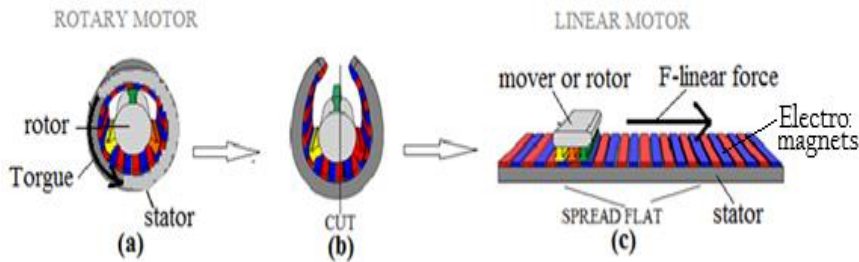 ROTARY MOTOR
rotor
Torgue
stator
(a)
CUT
(b)
LINEAR MOTOR
mover or rotor
F-linear force
Electro:
magnets
SPREAD FLAT
stator
(c)